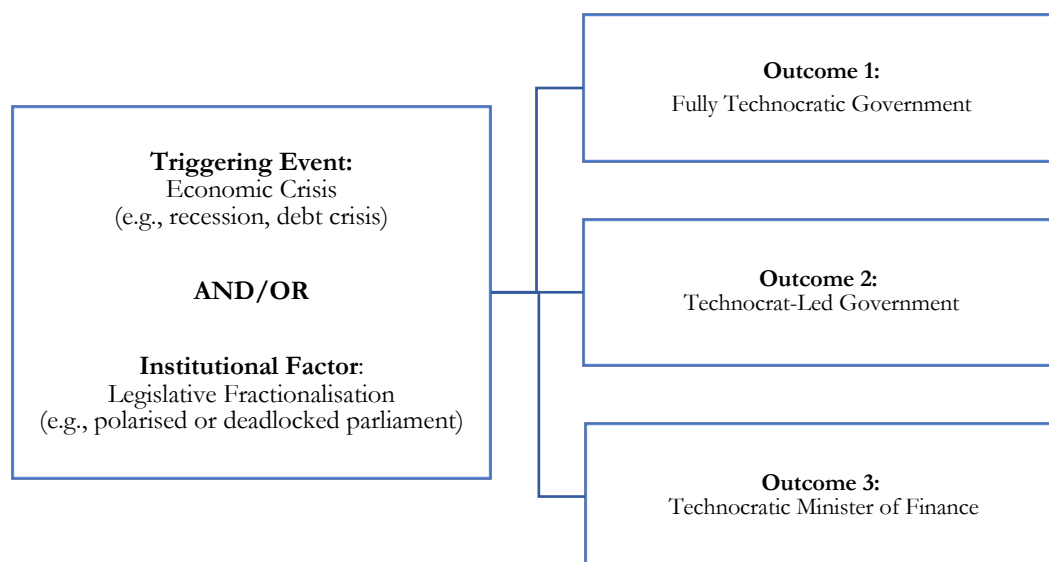 Triggering Event:
Economic Crisis
(e.g., recession, debt crisis)
AND/OR
Institutional Factor:
Legislative Fractionalisation
(e.g., polarised or deadlocked parliament)
Outcome 1:
Fully Technocratic Government
Outcome 2:
Technocrat-Led Government
Outcome 3:
Technocratic Minister of Finance